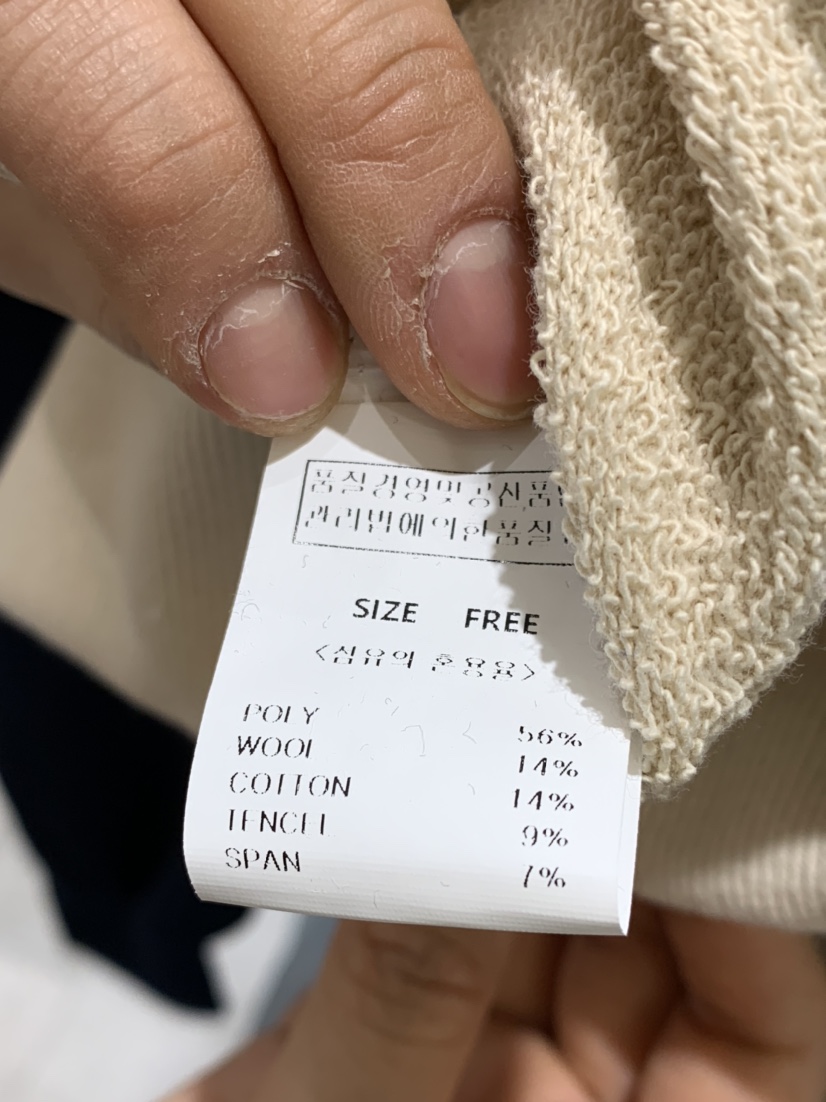 품질경영및공산품
관리법에의한품질
SIZE FREE
<섬유의 혼용율>
POLY 56%
WOOL 14%
COTTON 14%
TENCEL 9%
SPAN 7%